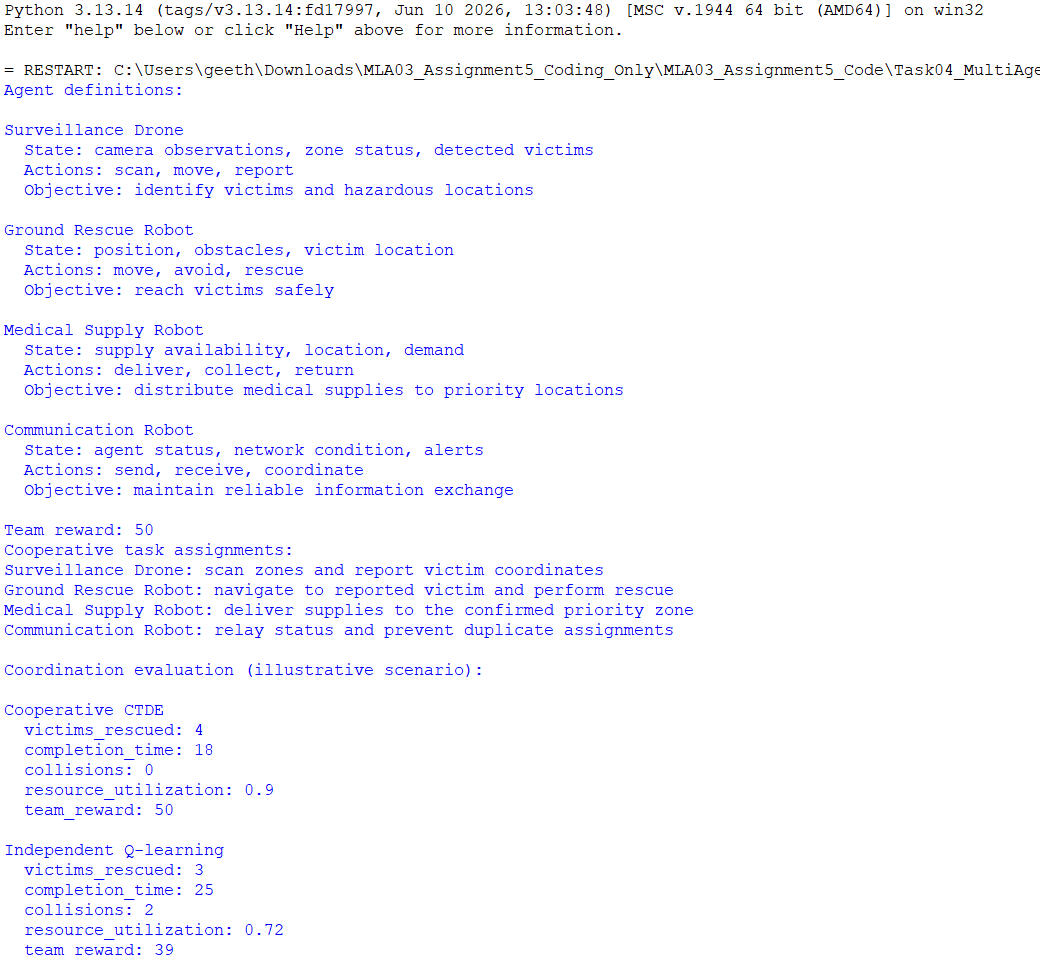 Python 3.13.14 (tags/v3.13.14:fd17997, Jun 10 2026, 13:03:48) [MSC v.1944 64 bit (AMD64)] on win32
Enter "help" below or click "Help" above for more information.
= RESTART: C:\Users\geeth\Downloads\MLA03_Assignment5_Coding_Only\MLA03_Assignment5_Code\Task04_MultiAge
Agent definitions:
Surveillance Drone
State: camera observations, zone status, detected victims
Actions: scan, move, report
Objective: identify victims and hazardous locations
Ground Rescue Robot
State: position, obstacles, victim location
Actions: move, avoid, rescue
Objective: reach victims safely
Medical Supply Robot
State: supply availability, location, demand
Actions: deliver, collect, return
Objective: distribute medical supplies to priority locations
Communication Robot
State: agent status, network condition, alerts
Actions: send, receive, coordinate
Objective: maintain reliable information exchange
Team reward: 50
Cooperative task assignments:
Surveillance Drone: scan zones and report victim coordinates
Ground Rescue Robot: navigate to reported victim and perform rescue
Medical Supply Robot: deliver supplies to the confirmed priority zone
Communication Robot: relay status and prevent duplicate assignments
Coordination evaluation (illustrative scenario):
Cooperative CTDE
victims_rescued: 4
completion_time: 18
collisions: 0
resource_utilization: 0.9
team_reward: 50
Independent Q-learning
victims_rescued: 3
completion_time: 25
collisions: 2
resource_utilization: 0.72
team_reward: 39